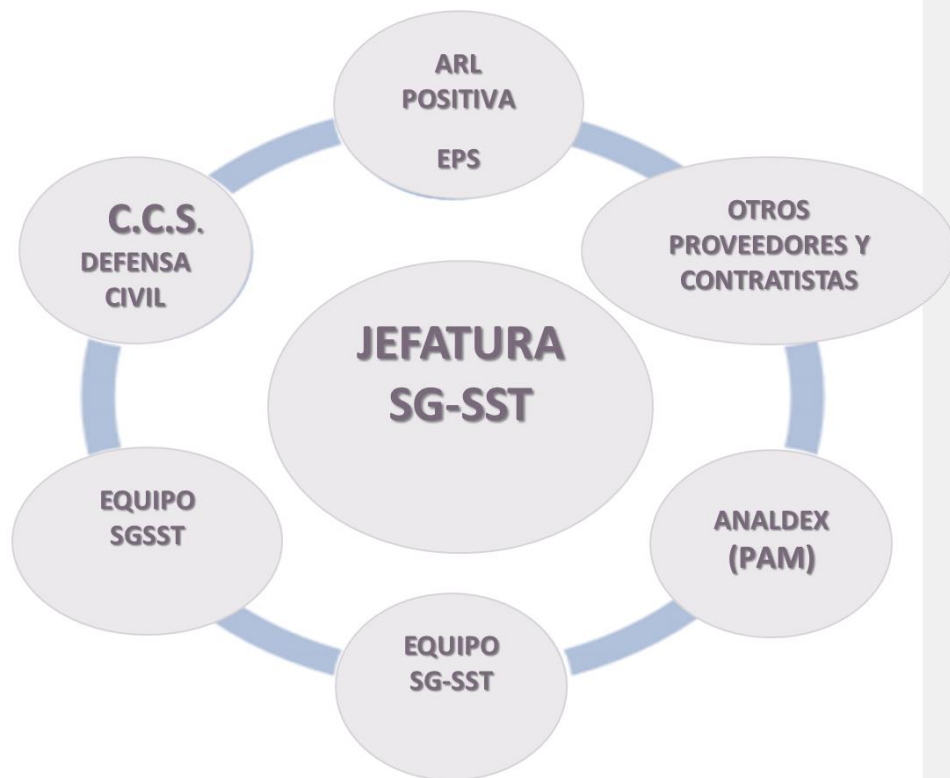 ARL
POSITIVA
EPS
OTROS
PROVEEDORES Y
CONTRATISTAS
C.C.S.
DEFENSA
CIVIL
JEFATURA
SG-SST
EQUIPO
SGSST
ANALDEX
(PAM)
EQUIPO
SG-SST